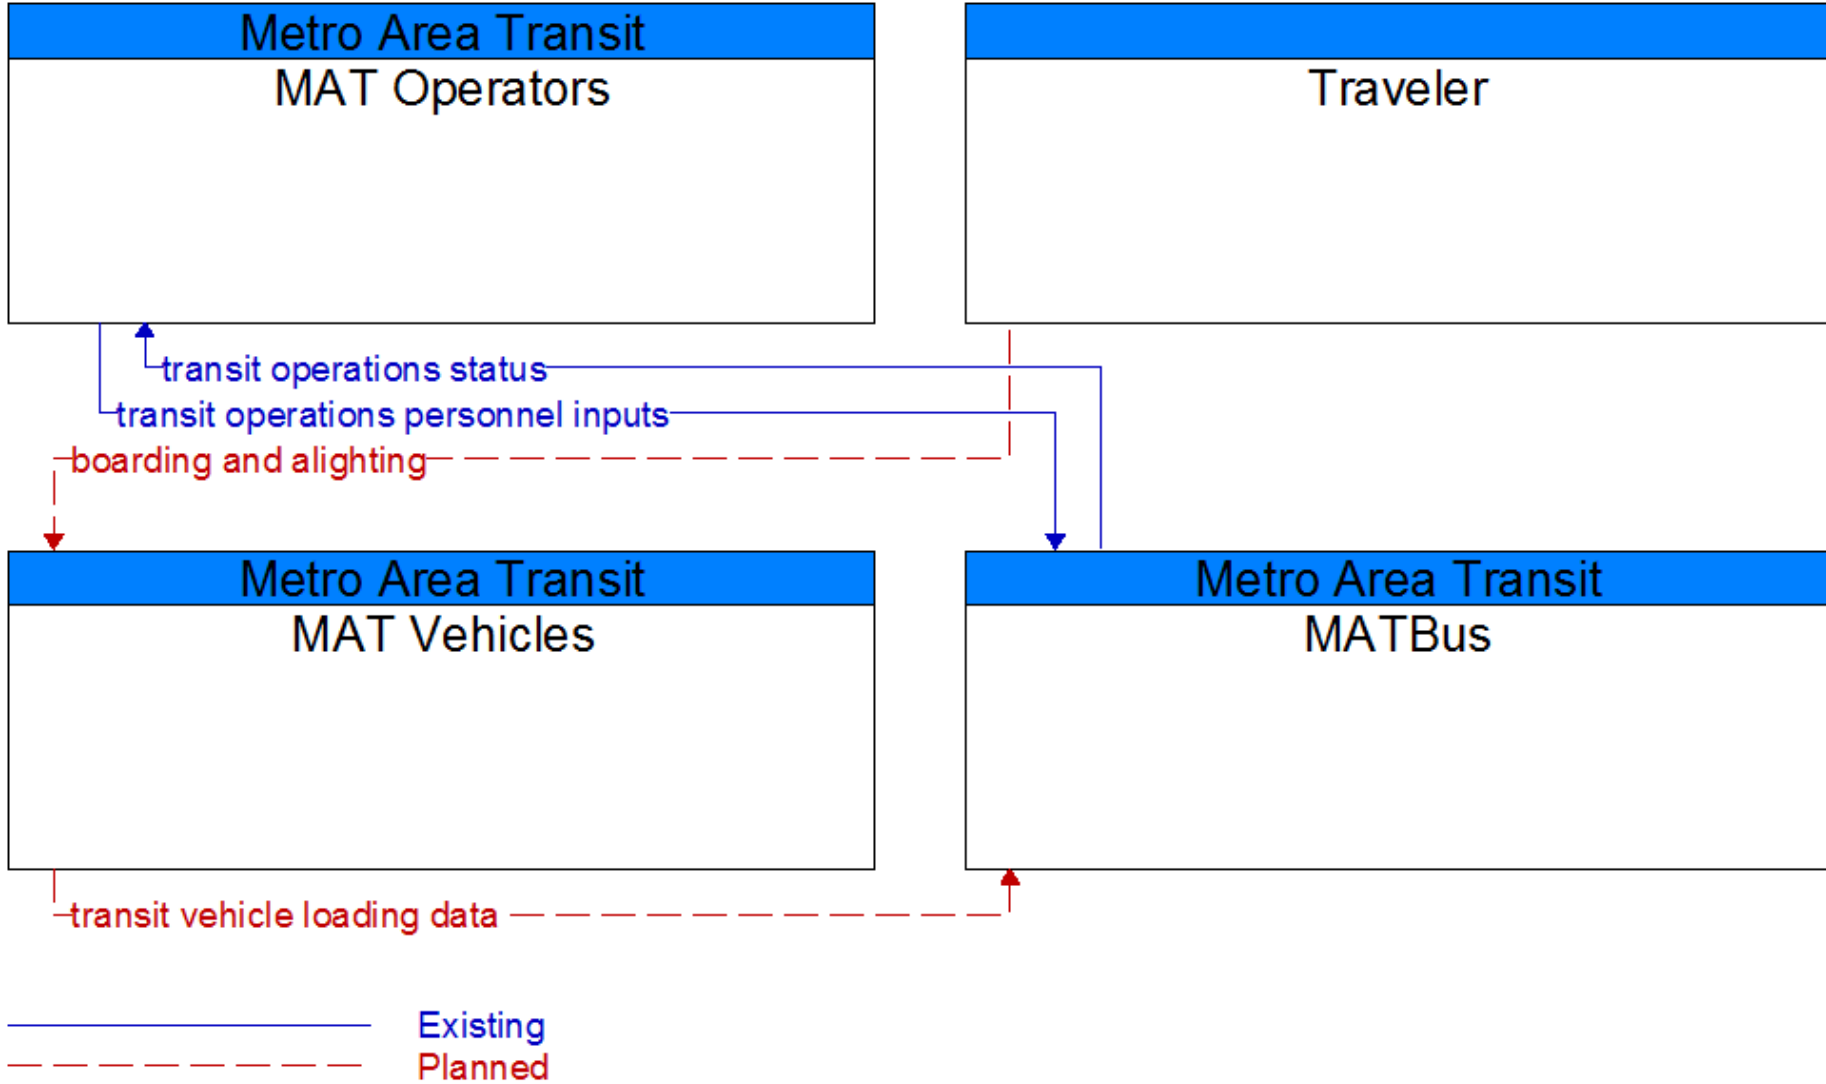 Metro Area Transit
MAT Operators
Traveler
transit operations status
transit operations personnel inputs
boarding and alighting
Metro Area Transit
MAT Vehicles
Metro Area Transit
MATBus
transit vehicle loading data
Existing
Planned